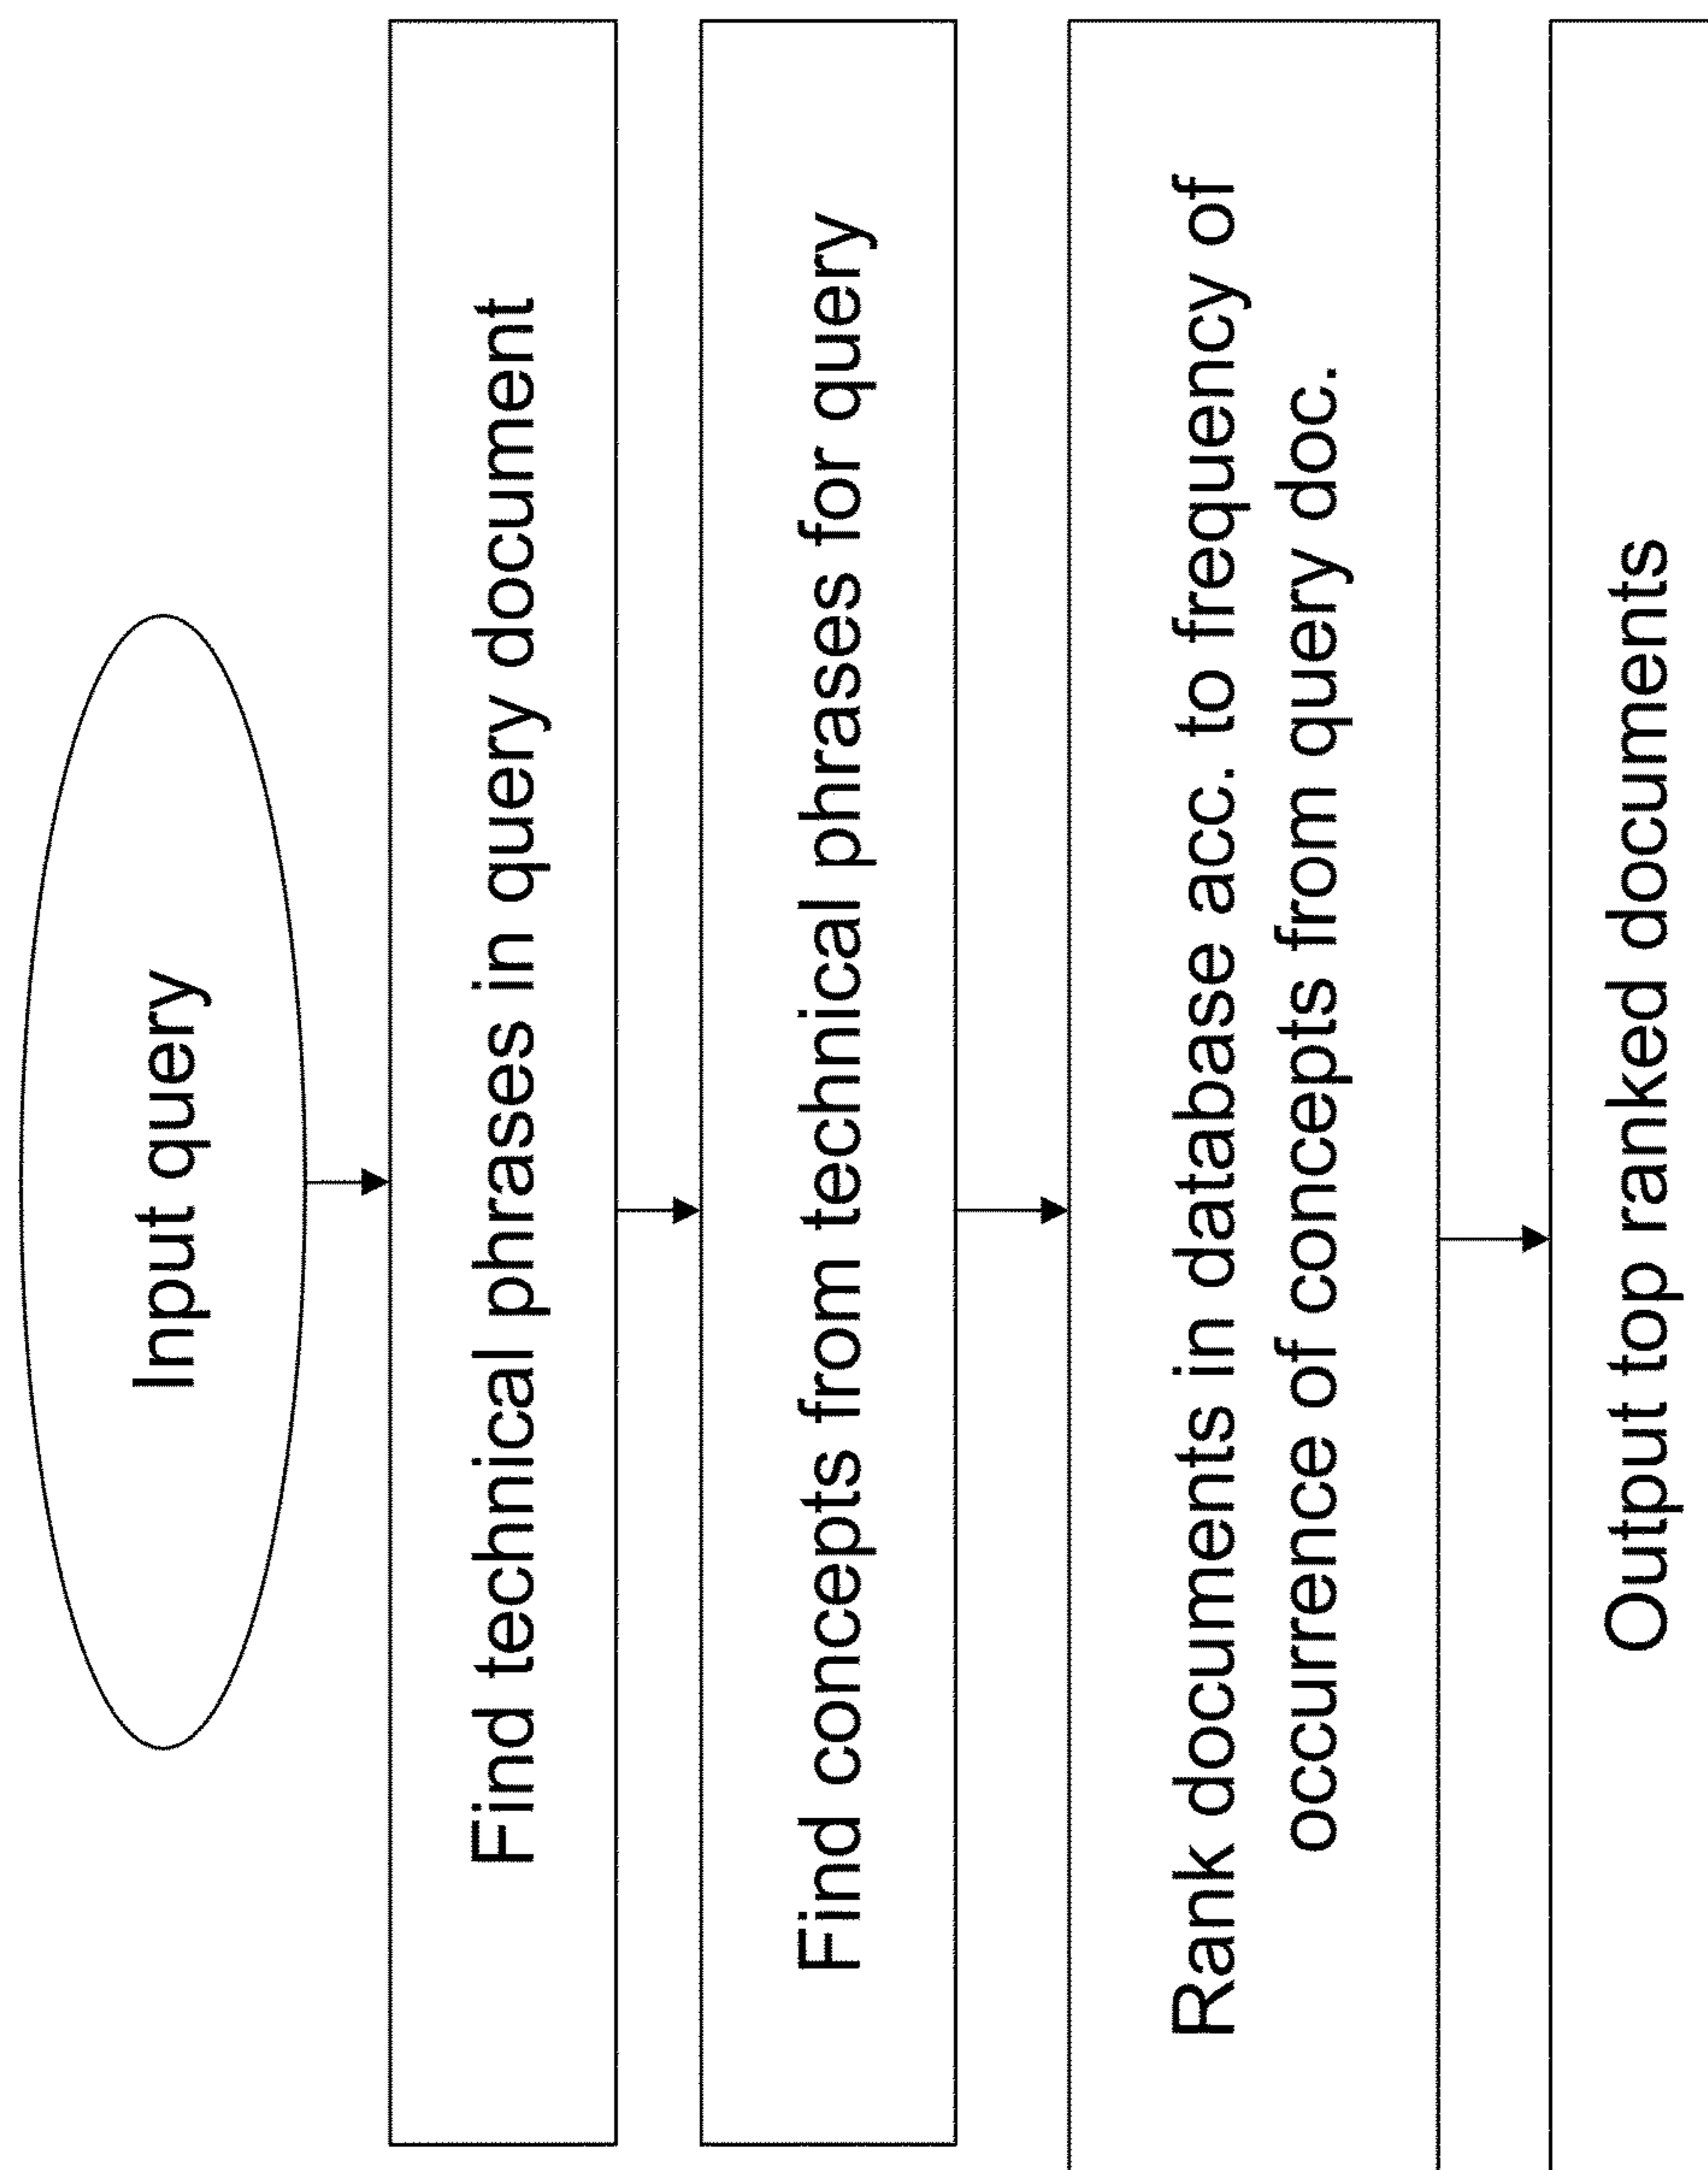 Input query
Find technical phrases in query document
Find concepts from technical phrases for query
Rank documents in database acc. to frequency of
occurrence of concepts from query doc.
Output top ranked documents